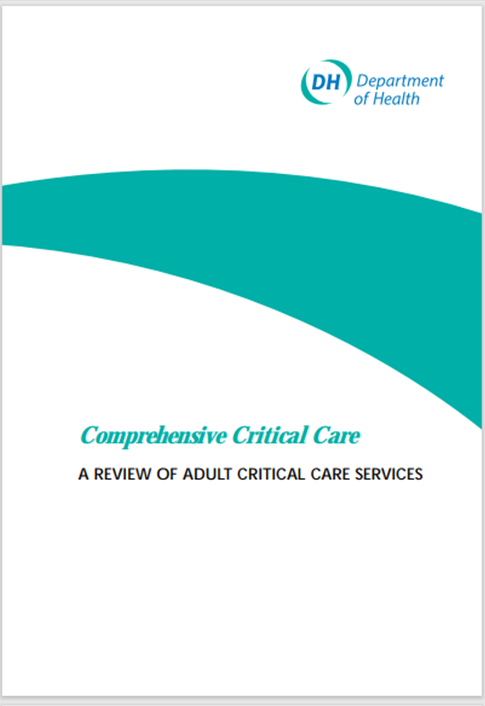 DH Department
of Health
Comprehensive Critical Care
A REVIEW OF ADULT CRITICAL CARE SERVICES